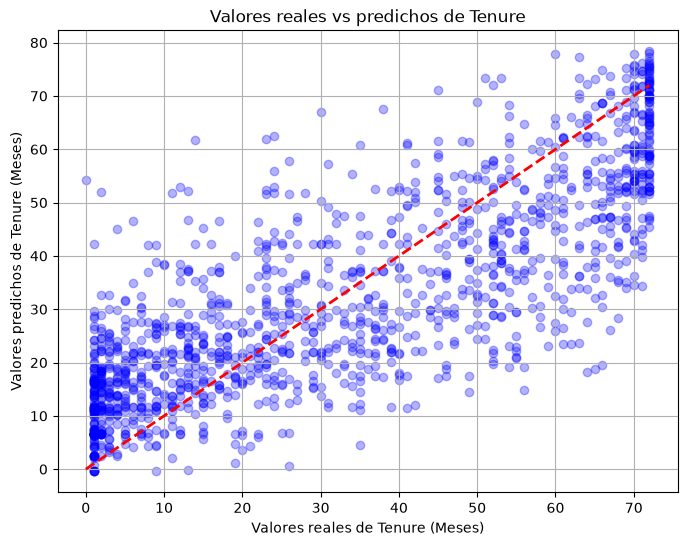 Valores reales vs predichos de Tenure
80
70
60
50
40
30
20
10
0
Valores predichos de Tenure (Meses)
0 10 20 30 40 50 60 70
Valores reales de Tenure (Meses)